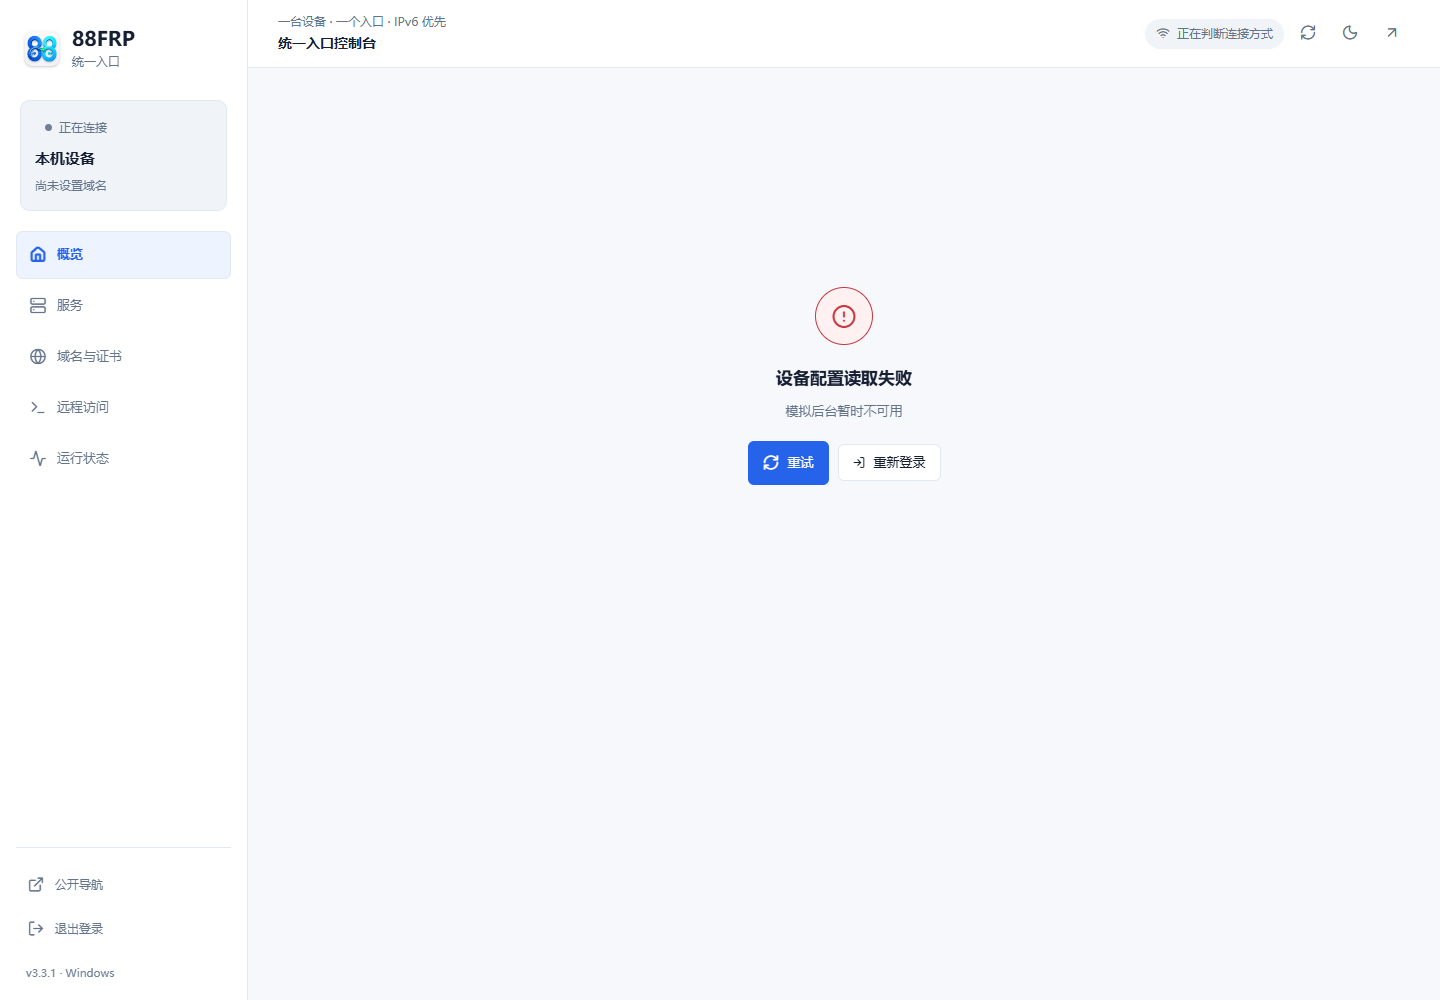 88FRP
统一入口
正在连接
本机设备
尚未设置域名
概览
服务
域名与证书
远程访问
运行状态
公开导航
退出登录
v3.3.1 · Windows
一台设备 · 一个入口 · IPv6 优先
统一入口控制台
正在判断连接方式
设备配置读取失败
模拟后台暂时不可用
重试
重新登录